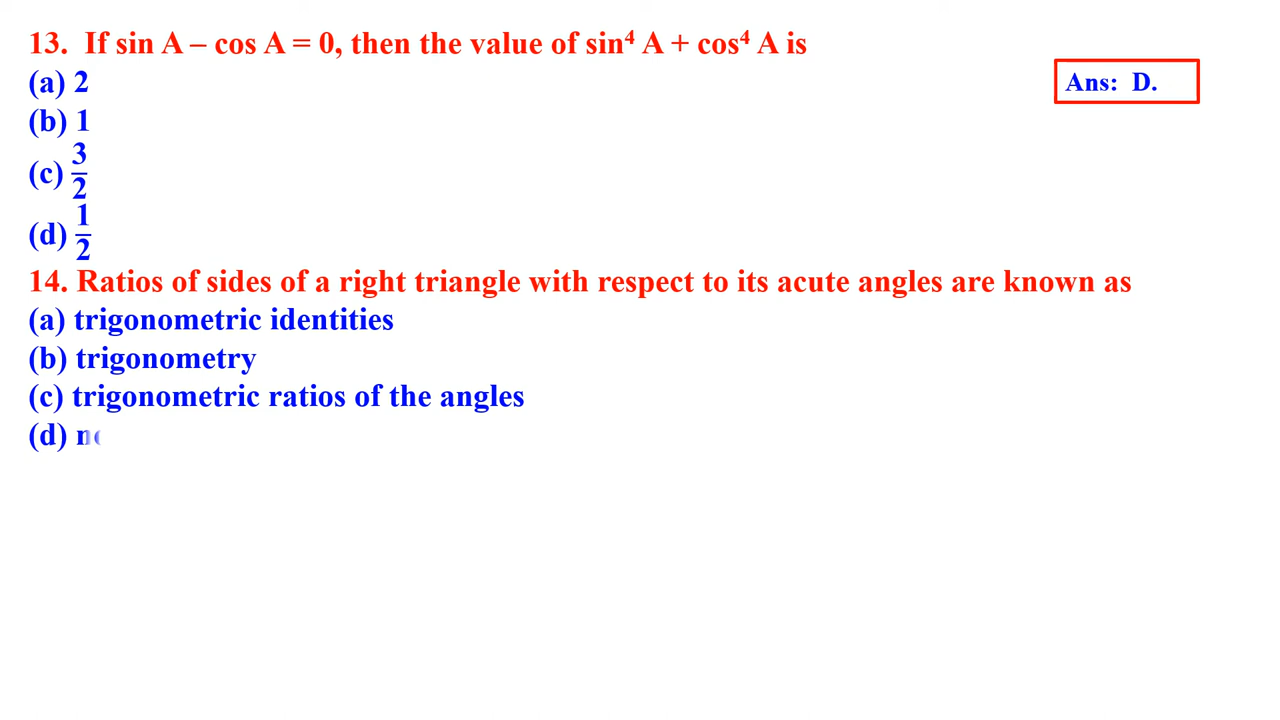 13. If sin A – cos A = 0, then the value of sin⁴ A + cos⁴ A is
(a) 2
Ans: D.
(b) 1
(c) 3/2
(d) 1/2
14. Ratios of sides of a right triangle with respect to its acute angles are known as
(a) trigonometric identities
(b) trigonometry
(c) trigonometric ratios of the angles
(d)